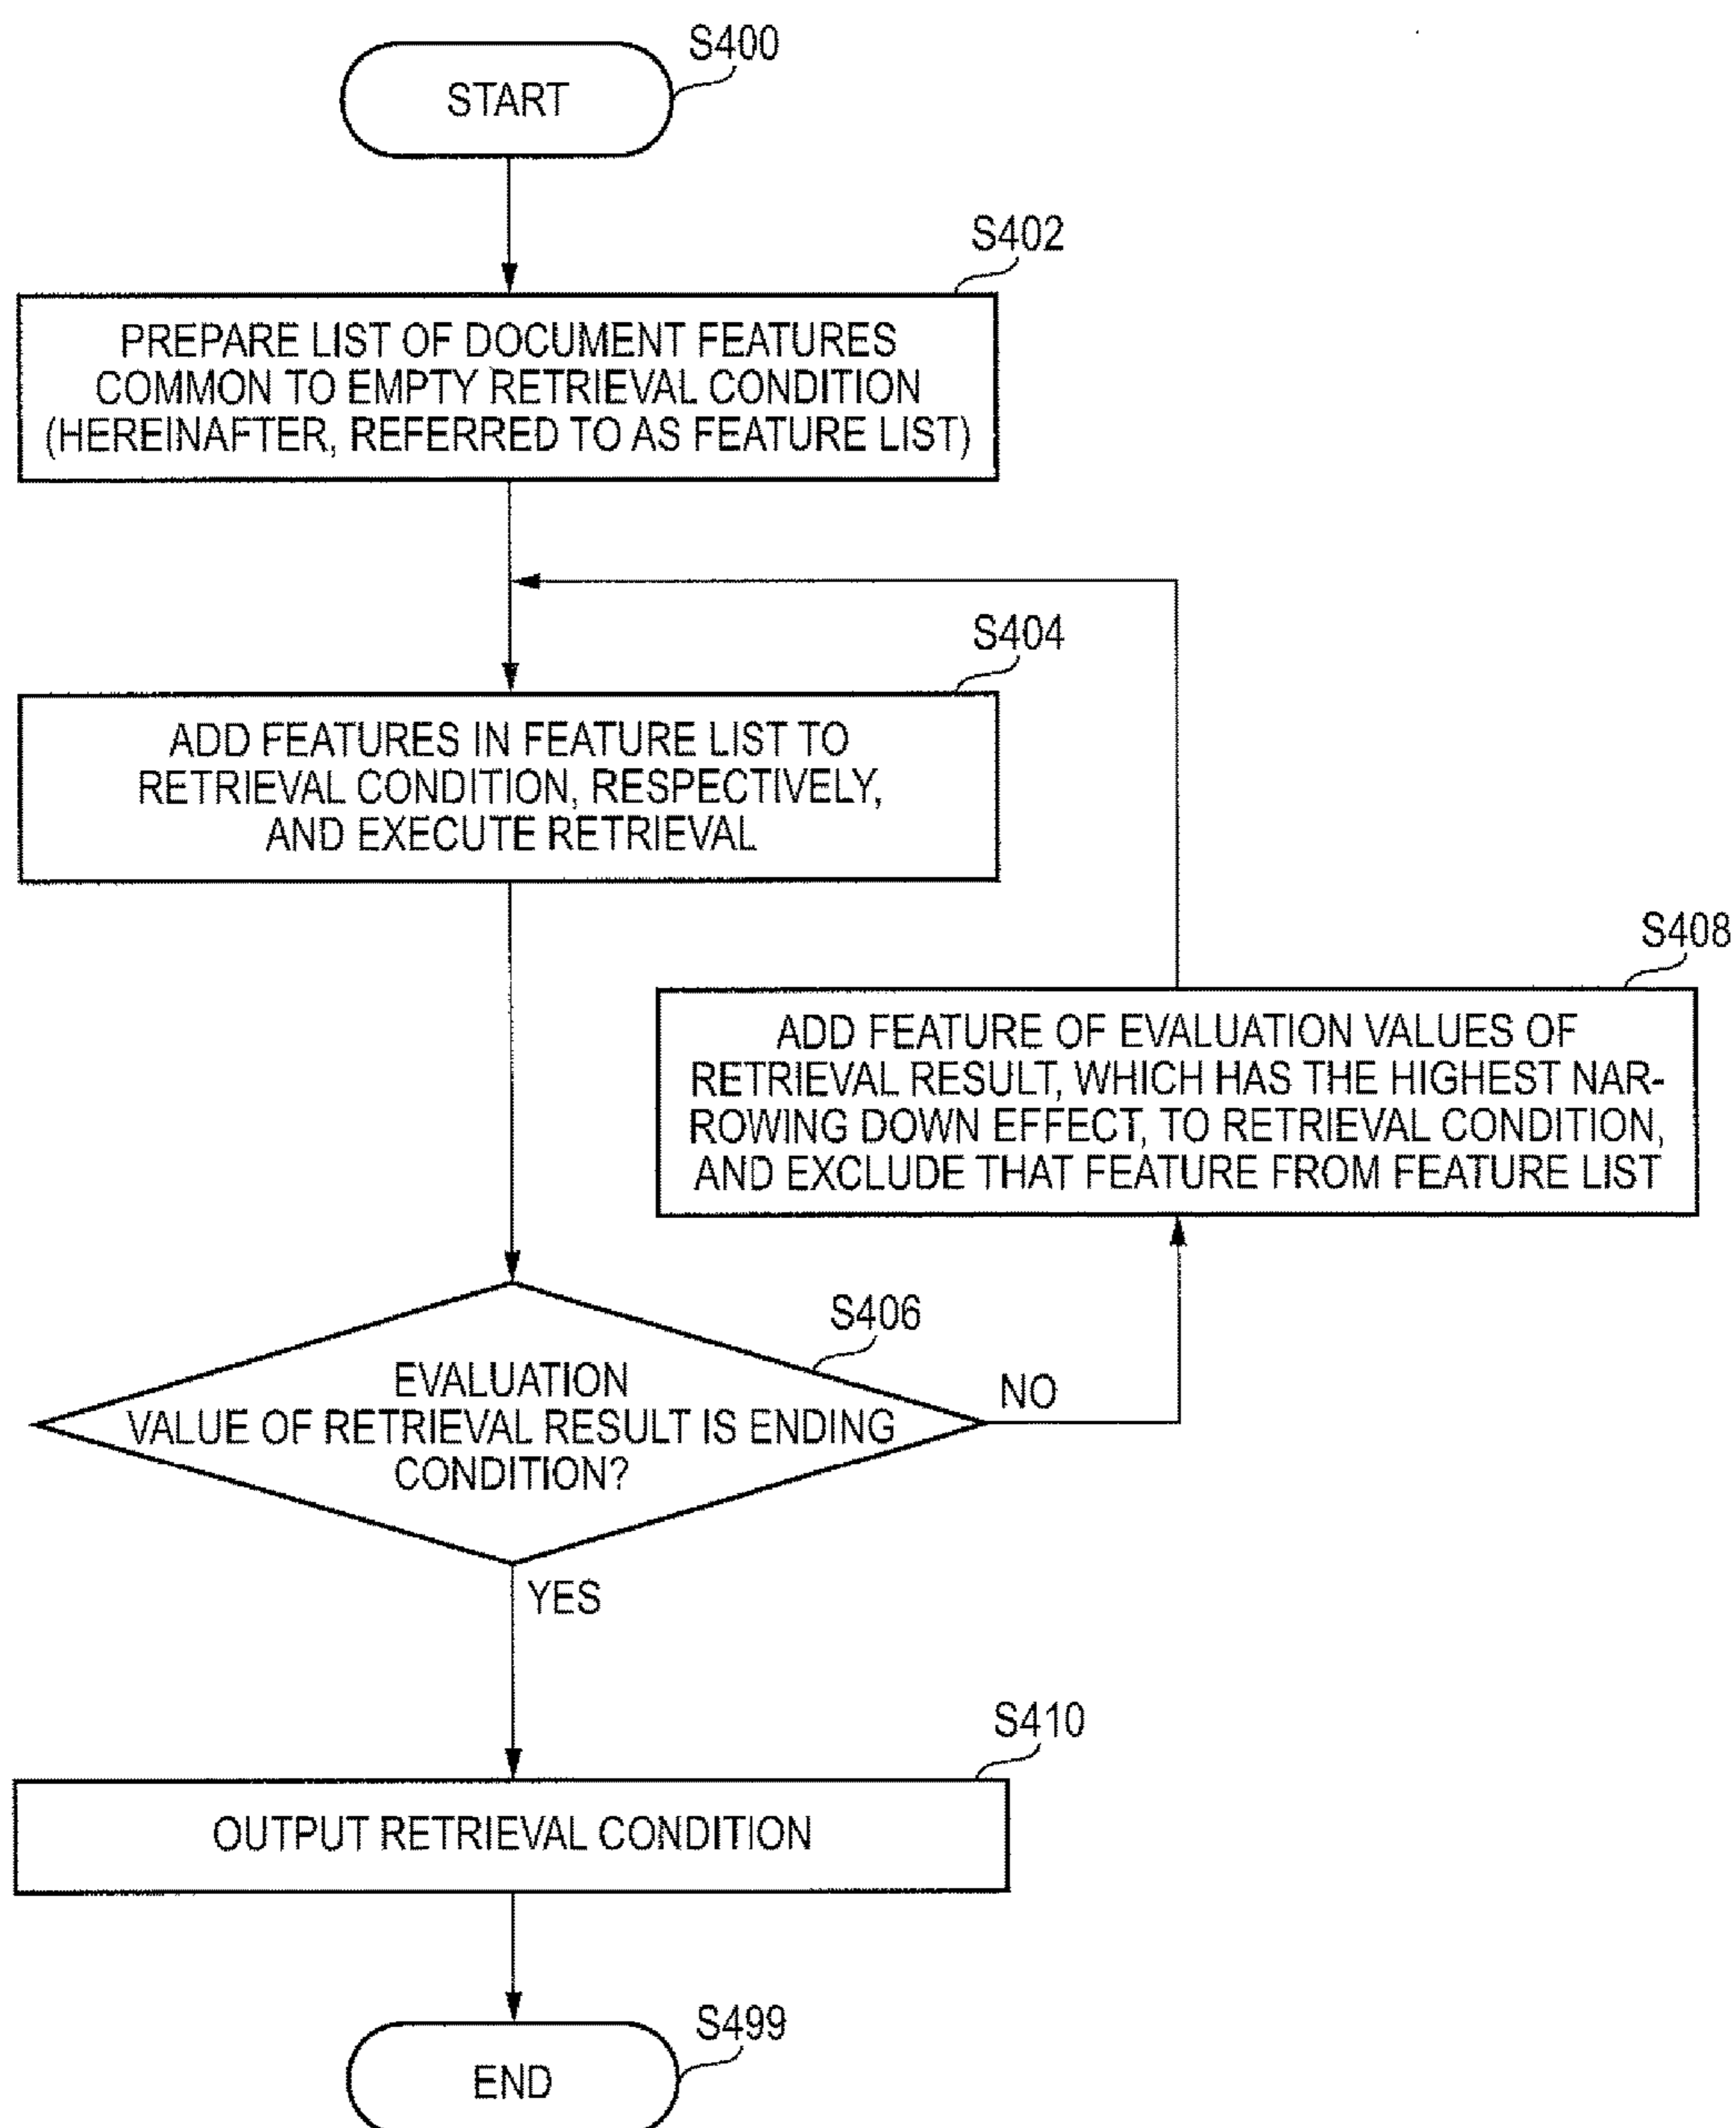 S400
START
S402
PREPARE LIST OF DOCUMENT FEATURES
COMMON TO EMPTY RETRIEVAL CONDITION
(HEREINAFTER, REFERRED TO AS FEATURE LIST)
S404
ADD FEATURES IN FEATURE LIST TO
RETRIEVAL CONDITION, RESPECTIVELY,
AND EXECUTE RETRIEVAL
S408
ADD FEATURE OF EVALUATION VALUES OF
RETRIEVAL RESULT, WHICH HAS THE HIGHEST NAR-
ROWING DOWN EFFECT, TO RETRIEVAL CONDITION,
AND EXCLUDE THAT FEATURE FROM FEATURE LIST
S406
EVALUATION
VALUE OF RETRIEVAL RESULT IS ENDING
CONDITION?
NO
YES
S410
OUTPUT RETRIEVAL CONDITION
S499
END